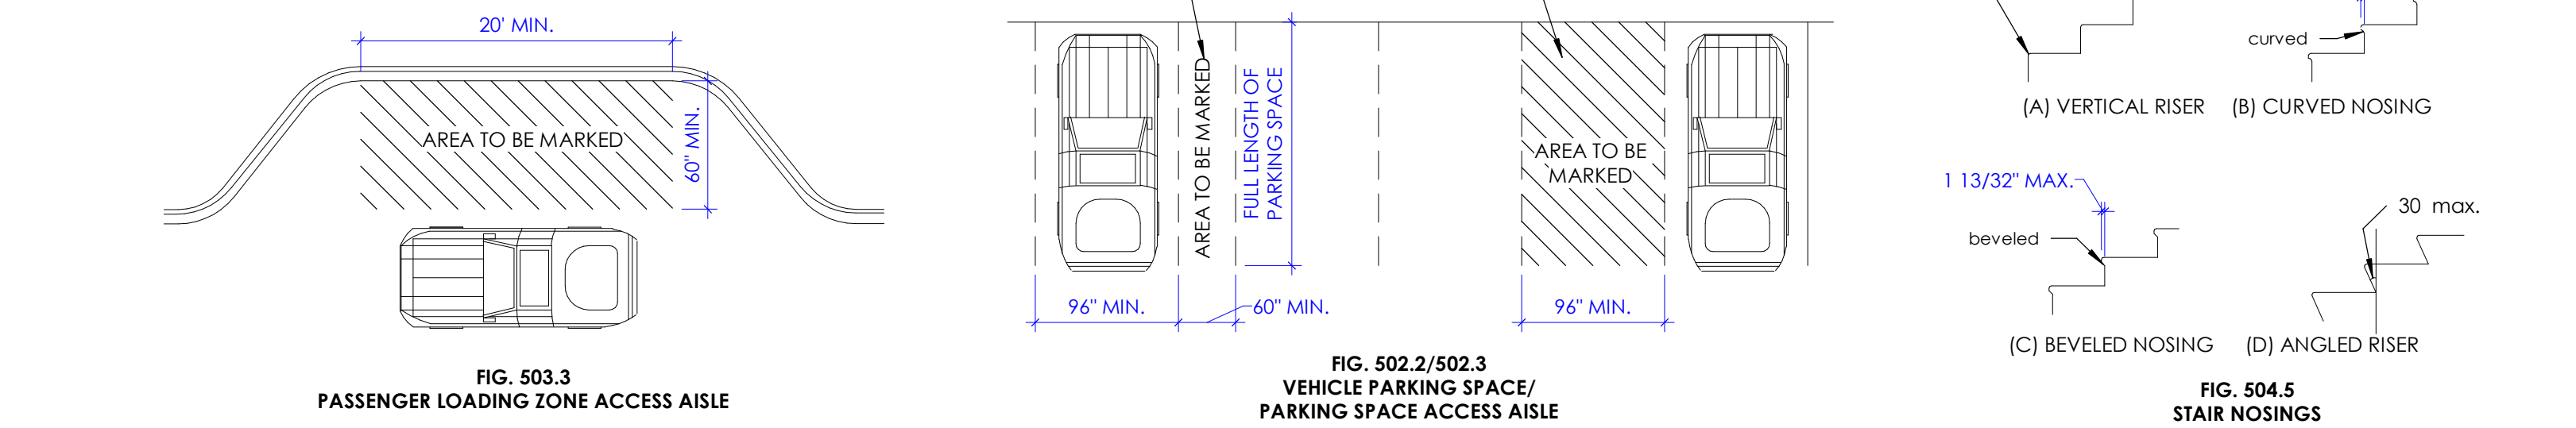 20' MIN.
AREA TO BE MARKED
60" MIN.
FIG. 503.3
PASSENGER LOADING ZONE ACCESS AISLE
AREA TO BE MARKED
FULL LENGTH OF
PARKING SPACE
AREA TO BE
MARKED
96" MIN.
60" MIN.
96" MIN.
FIG. 502.2/502.3
VEHICLE PARKING SPACE/
PARKING SPACE ACCESS AISLE
curved
(A) VERTICAL RISER
(B) CURVED NOSING
1 13/32" MAX.
30 max.
beveled
(C) BEVELED NOSING
(D) ANGLED RISER
FIG. 504.5
STAIR NOSINGS